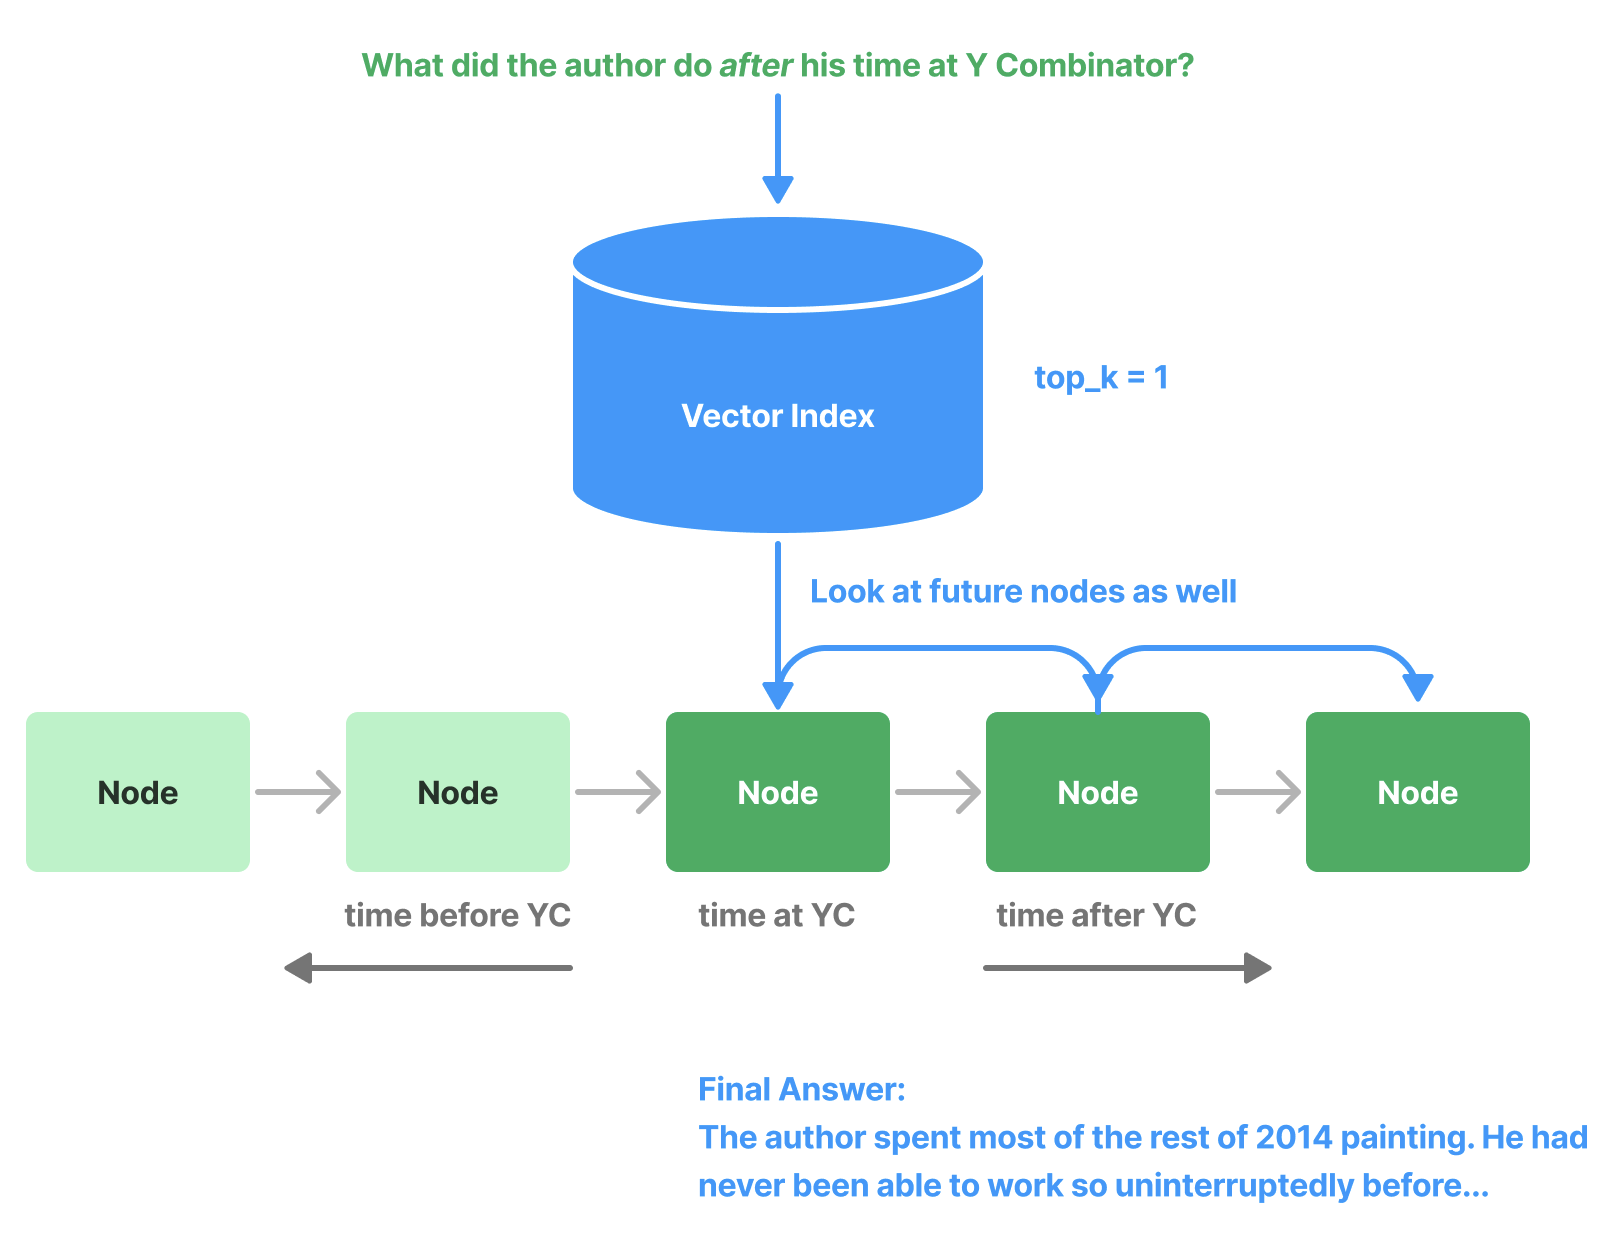 What did the author do after his time at Y Combinator?
top_k = 1
Vector Index
Look at future nodes as well
Node
Node
Node
Node
Node
time before YC
time at YC
time after YC
Final Answer:
The author spent most of the rest of 2014 painting. He had
never been able to work so uninterruptedly before...